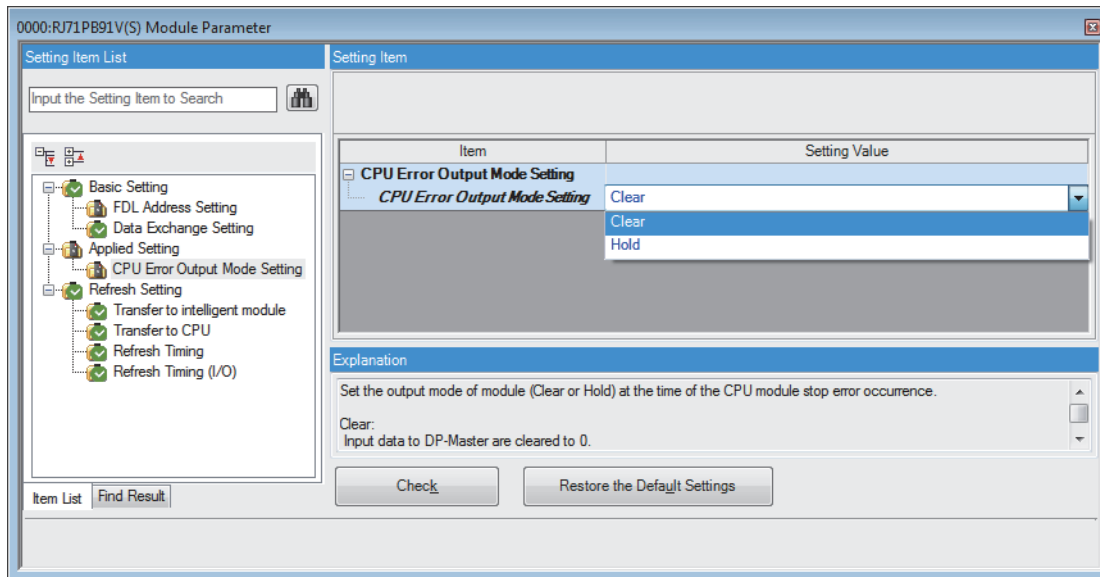 0000:RJ71PB91V(S) Module Parameter
Setting Item List
Input the Setting Item to Search
Basic Setting
FDL Address Setting
Data Exchange Setting
Applied Setting
CPU Error Output Mode Setting
Refresh Setting
Transfer to intelligent module
Transfer to CPU
Refresh Timing
Refresh Timing (I/O)
Item List
Find Result
Setting Item
Item
Setting Value
CPU Error Output Mode Setting
CPU Error Output Mode Setting
Clear
Clear
Hold
Explanation
Set the output mode of module (Clear or Hold) at the time of the CPU module stop error occurrence.
Clear:
Input data to DP-Master are cleared to 0.
Check
Restore the Default Settings